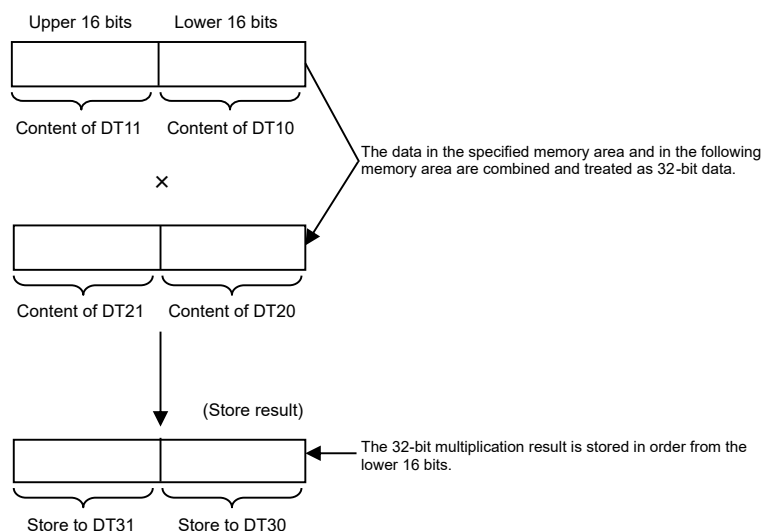 Upper 16 bits Lower 16 bits
Content of DT11 Content of DT10
The data in the specified memory area and in the following
memory area are combined and treated as 32-bit data.
×
Content of DT21 Content of DT20
(Store result)
The 32-bit multiplication result is stored in order from the
lower 16 bits.
Store to DT31 Store to DT30